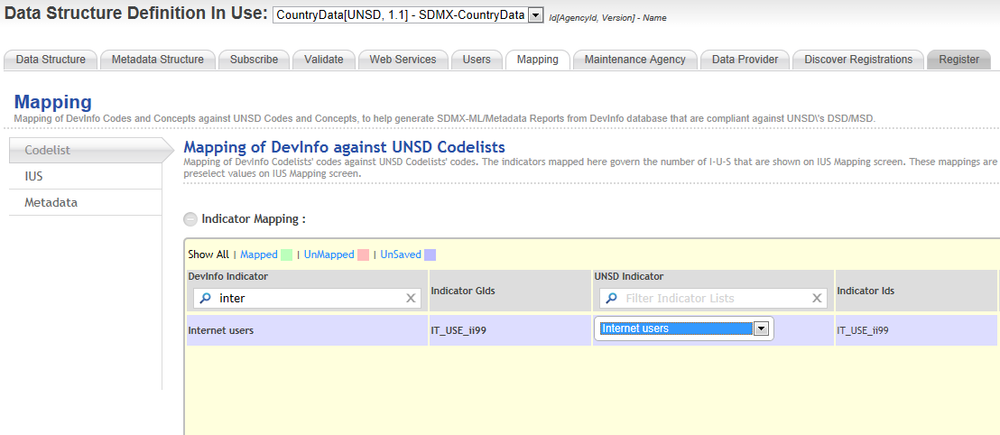 Data Structure Definition In Use: CountryData[UNSD, 1.1] - SDMX-CountryData Id[AgencyId, Version] - Name
Data Structure Metadata Structure Subscribe Validate Web Services Users Mapping Maintenance Agency Data Provider Discover Registrations Register
Mapping
Mapping of DevInfo Codes and Concepts against UNSD Codes and Concepts, to help generate SDMX-ML/Metadata Reports from DevInfo database that are compliant against UNSD\'s DSD/MSD.
Codelist
IUS
Metadata
Mapping of DevInfo against UNSD Codelists
Mapping of DevInfo Codelists' codes against UNSD Codelists' codes. The indicators mapped here govern the number of I-U-S that are shown on IUS Mapping screen. These mappings are
preselect values on IUS Mapping screen.
Indicator Mapping :
Show All | Mapped | UnMapped | UnSaved
DevInfo Indicator Indicator GIds UNSD Indicator Indicator Ids
inter X Filter Indicator Lists X
Internet users IT_USE_ii99 Internet users IT_USE_ii99